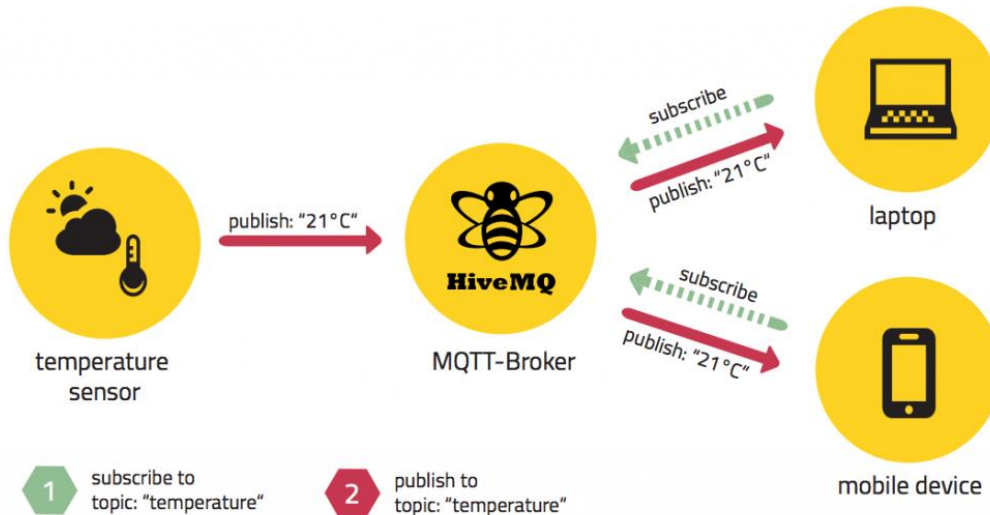 subscribe
publish: "21°C"
laptop
publish: "21°C"
HiveMQ
temperature
sensor
MQTT-Broker
subscribe
publish: "21°C"
mobile device
1
subscribe to
topic: "temperature"
2
publish to
topic: "temperature"